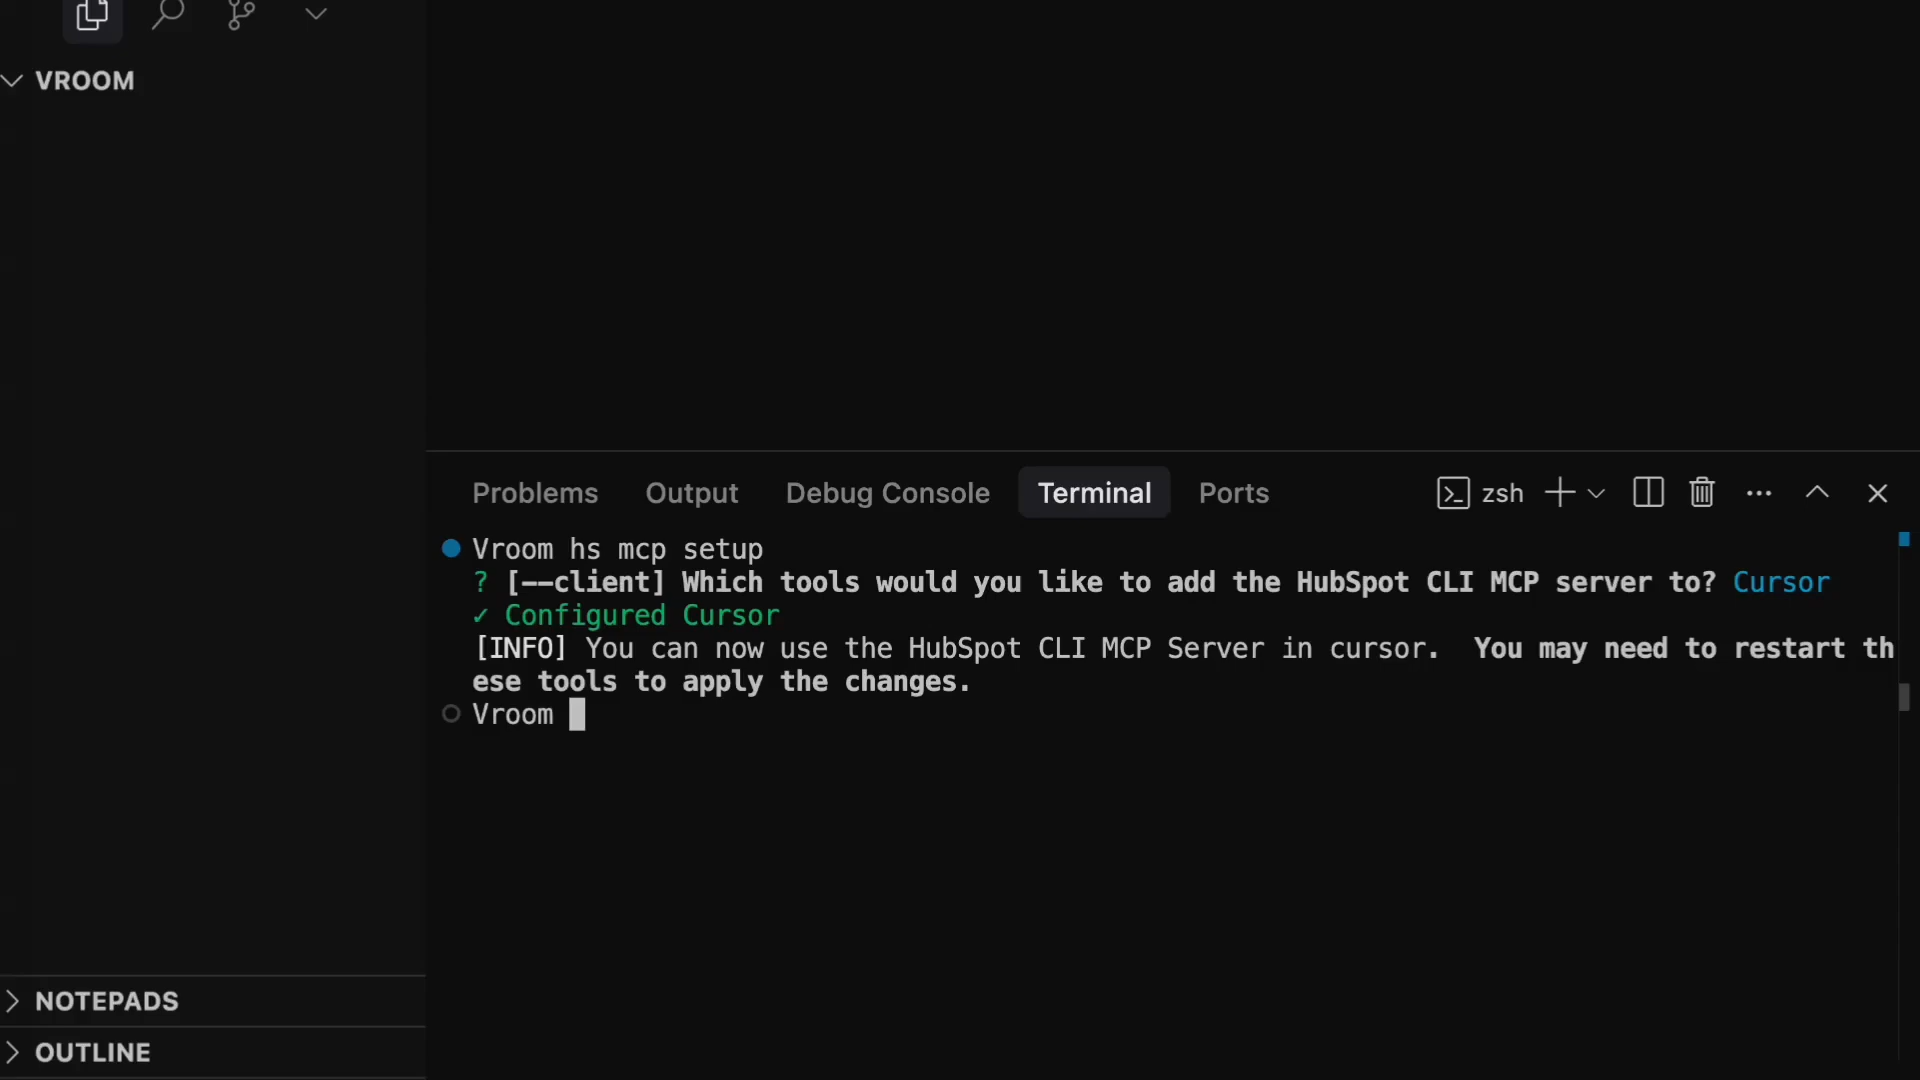 VROOM
Problems Output Debug Console Terminal Ports zsh
Vroom hs mcp setup
? [--client] Which tools would you like to add the HubSpot CLI MCP server to? Cursor
✓ Configured Cursor
[INFO] You can now use the HubSpot CLI MCP Server in cursor.  You may need to restart th
ese tools to apply the changes.
Vroom
NOTEPADS
OUTLINE